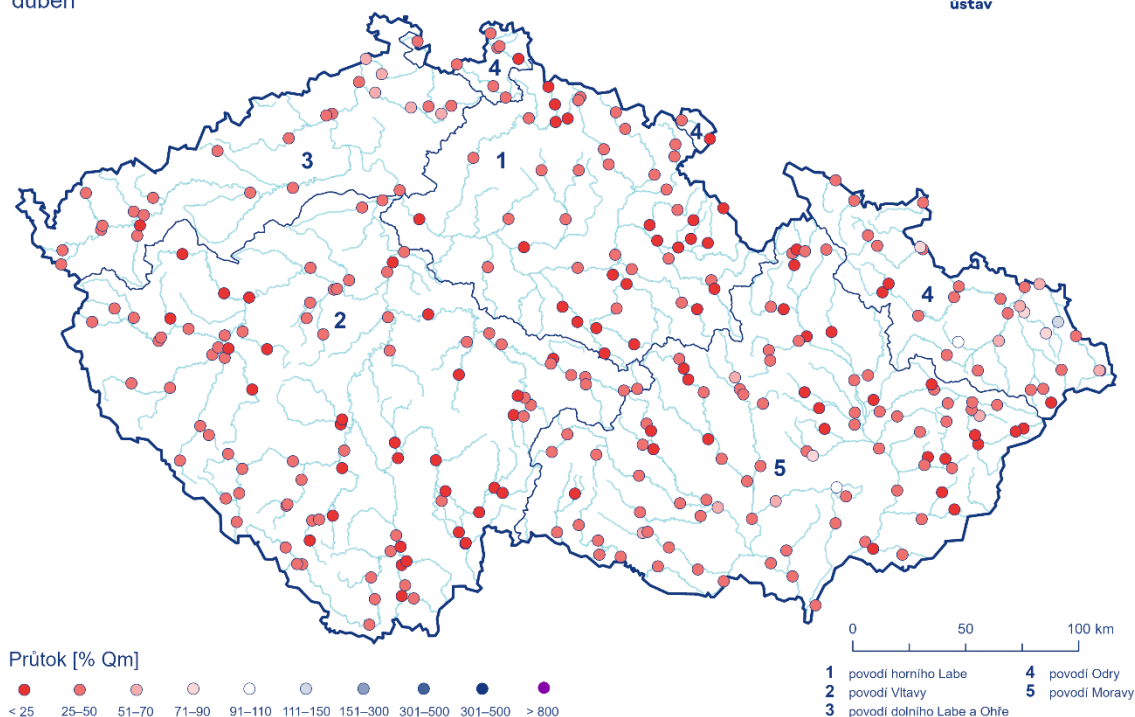 duben
ústav
4
4
3
1
2
4
5
0 50 100 km
Průtok [% Qm]
< 25 25–50 51–70 71–90 91–110 111–150 151–300 301–500 301–500 > 800
1 povodí horního Labe
2 povodí Vltavy
3 povodí dolního Labe a Ohře
4 povodí Odry
5 povodí Moravy